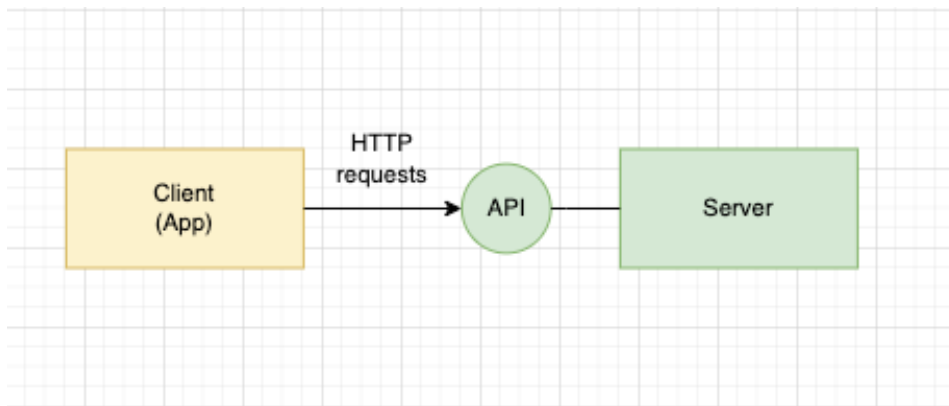 Client
(App)
HTTP
requests
API
Server